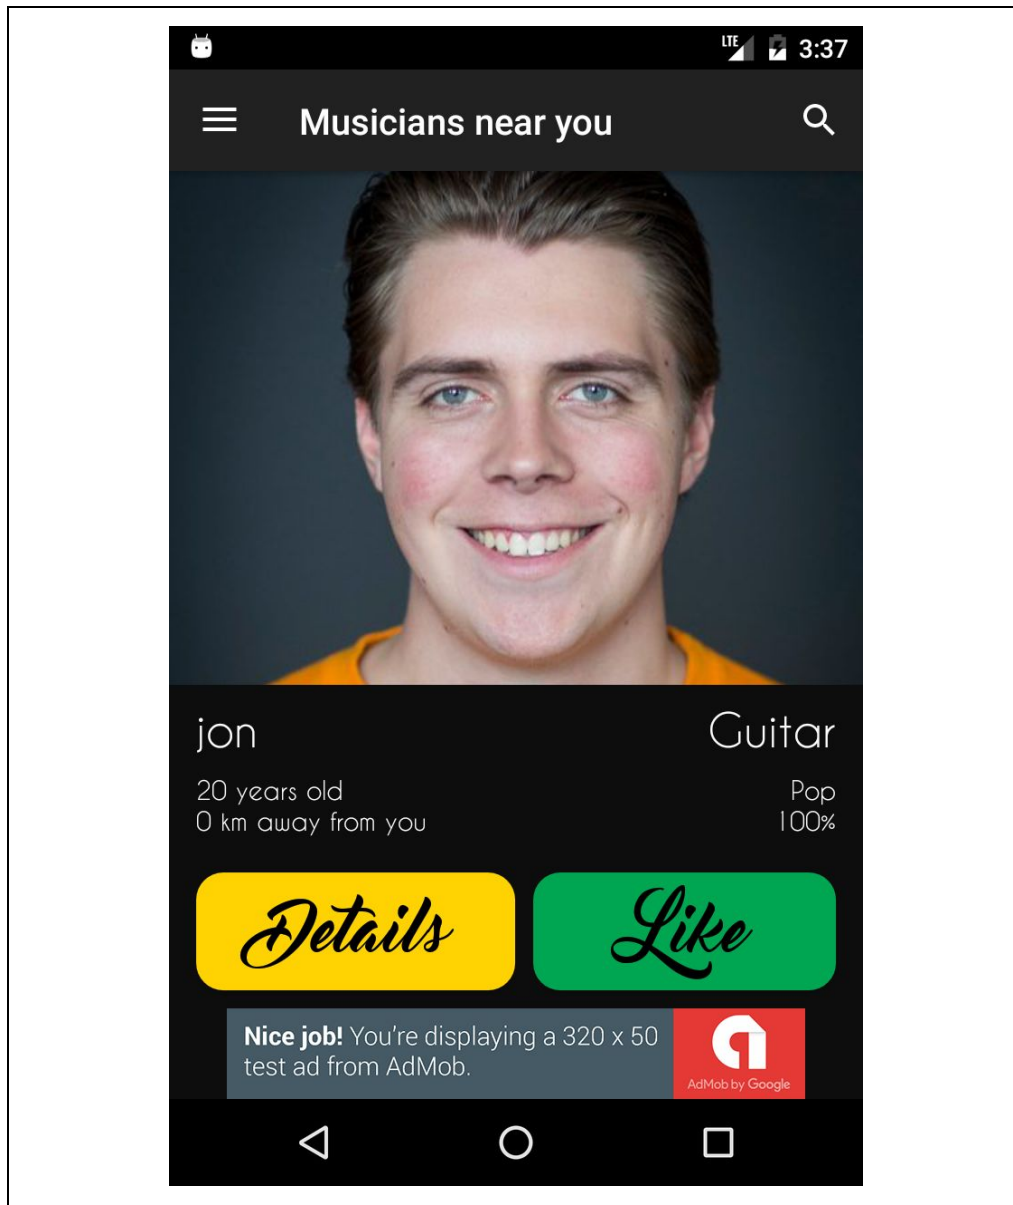 LTE 3:37
Musicians near you
jon Guitar
20 years old Pop
0 km away from you 100%
Details Like
Nice job! You're displaying a 320 x 50
test ad from AdMob.
AdMob by Google